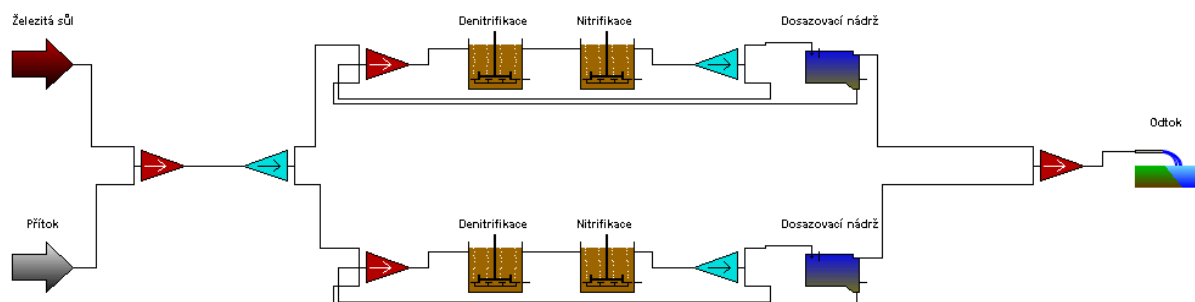 Železitá sůl
Denitrifikace
Nitrifikace
Dosazovací nádrž
Odtok
Přítok
Denitrifikace
Nitrifikace
Dosazovací nádrž